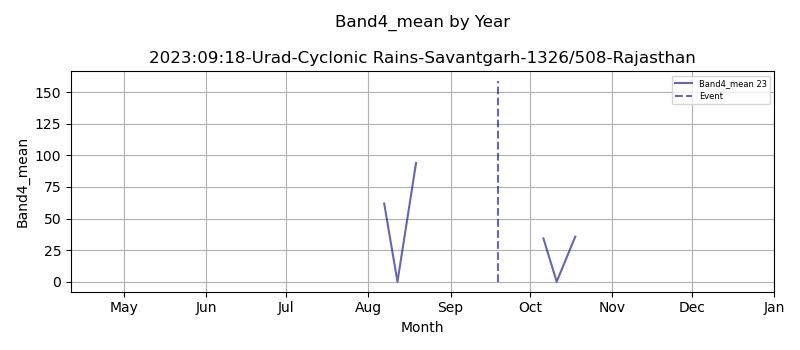 Band4_mean by Year
2023:09:18-Urad-Cyclonic Rains-Savantgarh-1326/508-Rajasthan
Band4_mean 23
Event
150
125
100
75
50
25
0
Band4_mean
May Jun Jul Aug Sep Oct Nov Dec Jan
Month